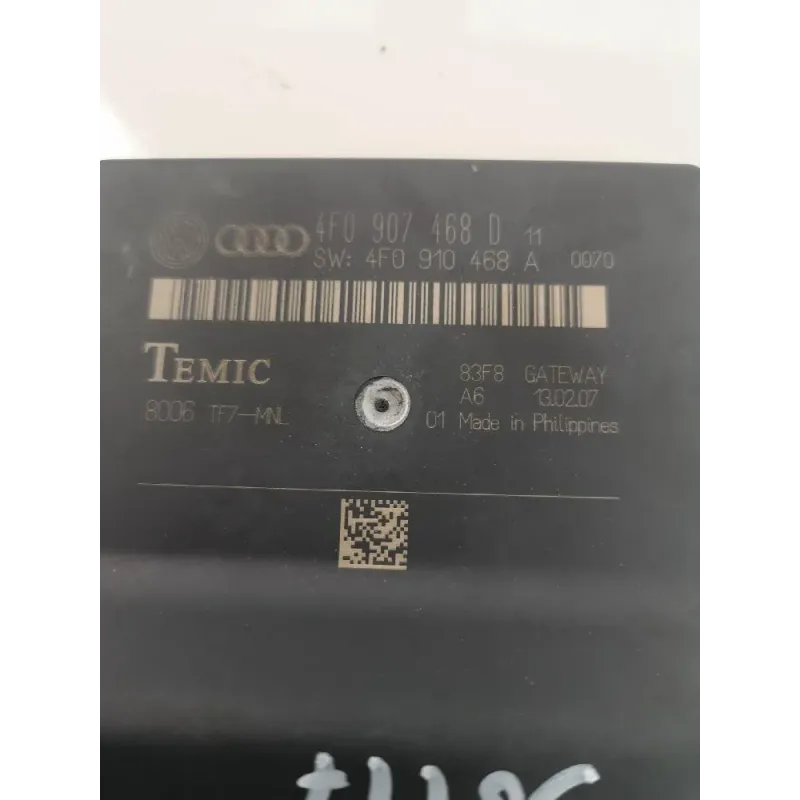 4F0 907 468 D 11
SW: 4F0 910 468 A 0070
TEMIC
83F8 GATEWAY
A6 13.02.07
8006 TF7-MNL
01 Made in Philippines